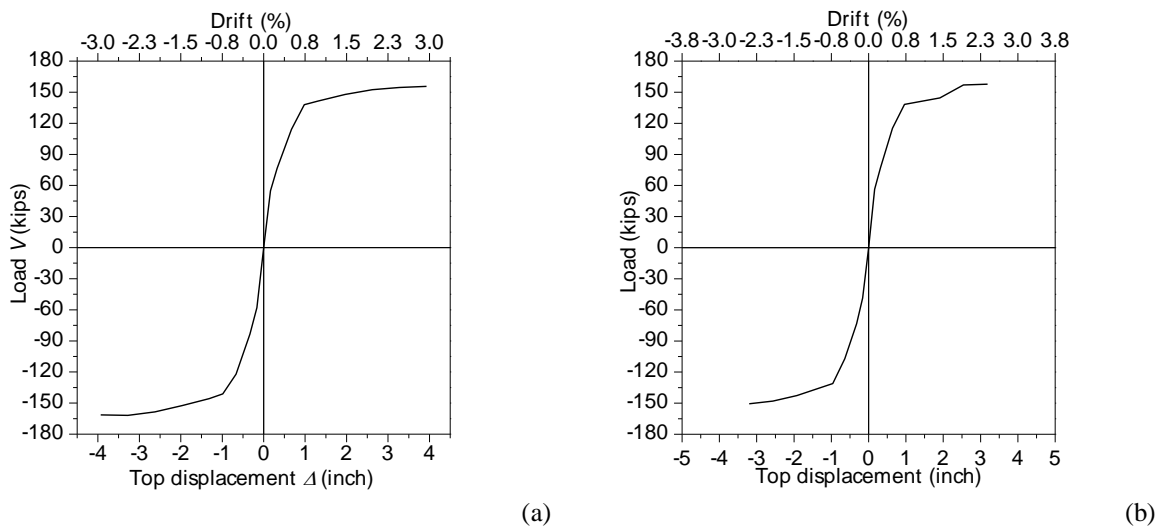 Drift (%)
-3.0 -2.3 -1.5 -0.8 0.0 0.8 1.5 2.3 3.0
180
150
120
90
60
30
0
-30
-60
-90
-120
-150
-180
Load V (kips)
-4 -3 -2 -1 0 1 2 3 4
Top displacement Δ (inch)
(a)
Drift (%)
-3.8 -3.0 -2.3 -1.5 -0.8 0.0 0.8 1.5 2.3 3.0 3.8
180
150
120
90
60
30
0
-30
-60
-90
-120
-150
-180
Load (kips)
-5 -4 -3 -2 -1 0 1 2 3 4 5
Top displacement (inch)
(b)